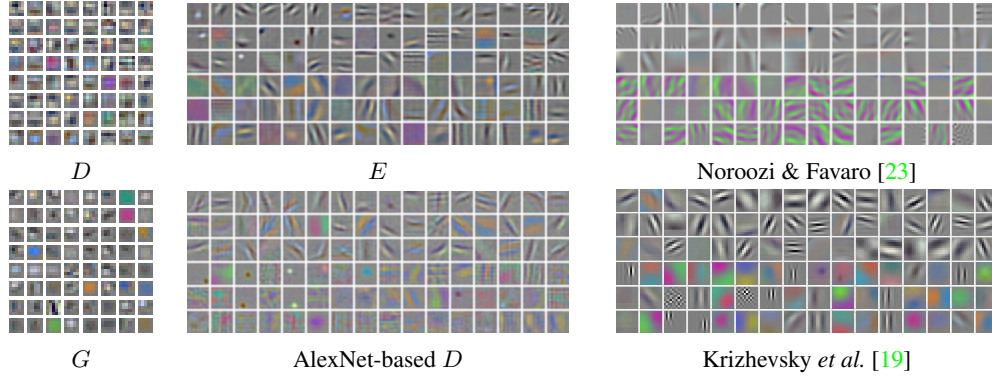 D
E
Noroozi & Favaro [23]
G
AlexNet-based D
Krizhevsky et al. [19]